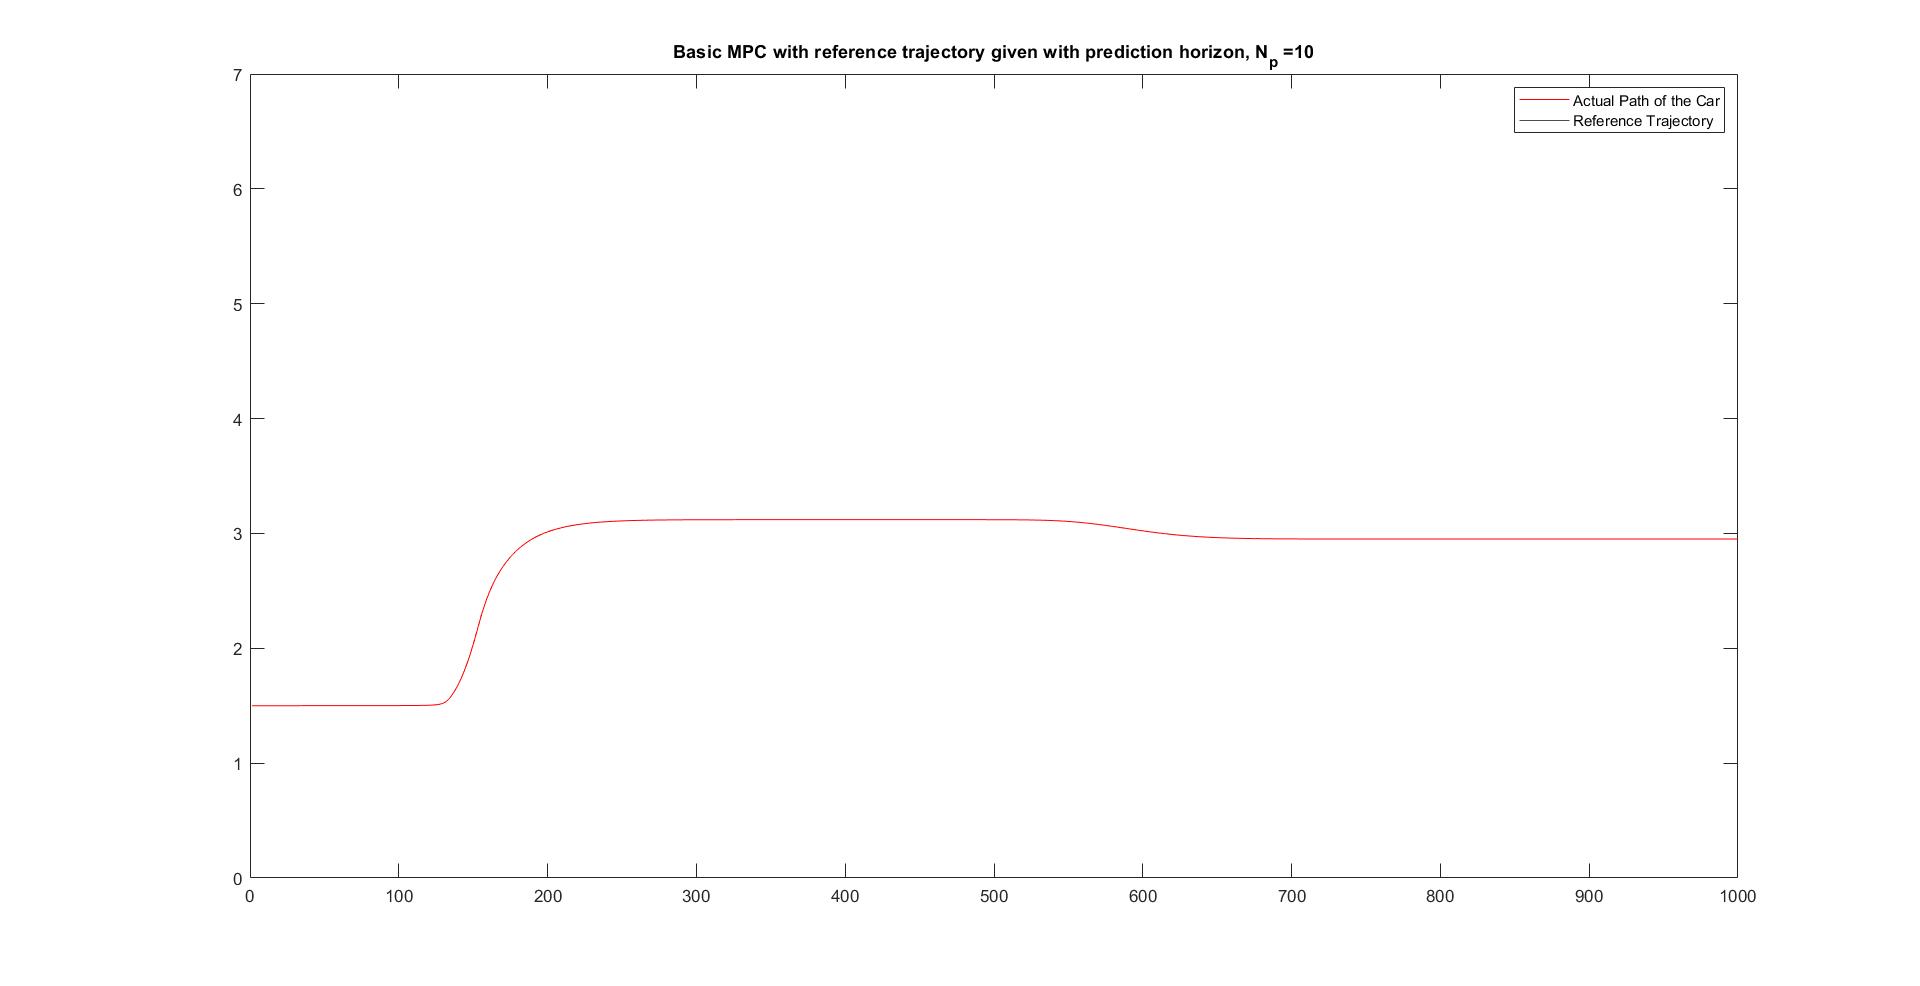 Basic MPC with reference trajectory given with prediction horizon, N_p =10
7
Actual Path of the Car
Reference Trajectory
6
5
4
3
2
1
0
0 100 200 300 400 500 600 700 800 900 1000